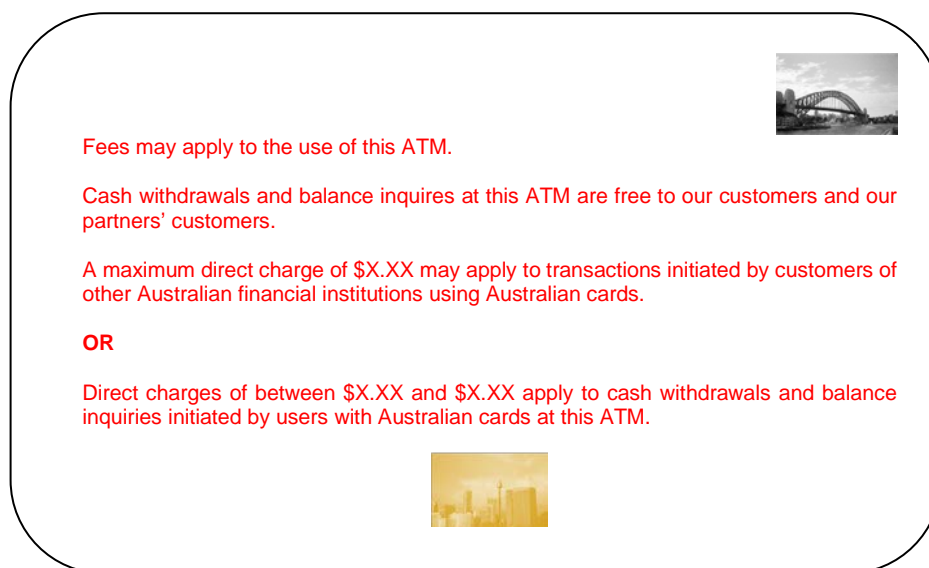 Fees may apply to the use of this ATM.
Cash withdrawals and balance inquires at this ATM are free to our customers and our
partners’ customers.
A maximum direct charge of $X.XX may apply to transactions initiated by customers of
other Australian financial institutions using Australian cards.
OR
Direct charges of between $X.XX and $X.XX apply to cash withdrawals and balance
inquiries initiated by users with Australian cards at this ATM.